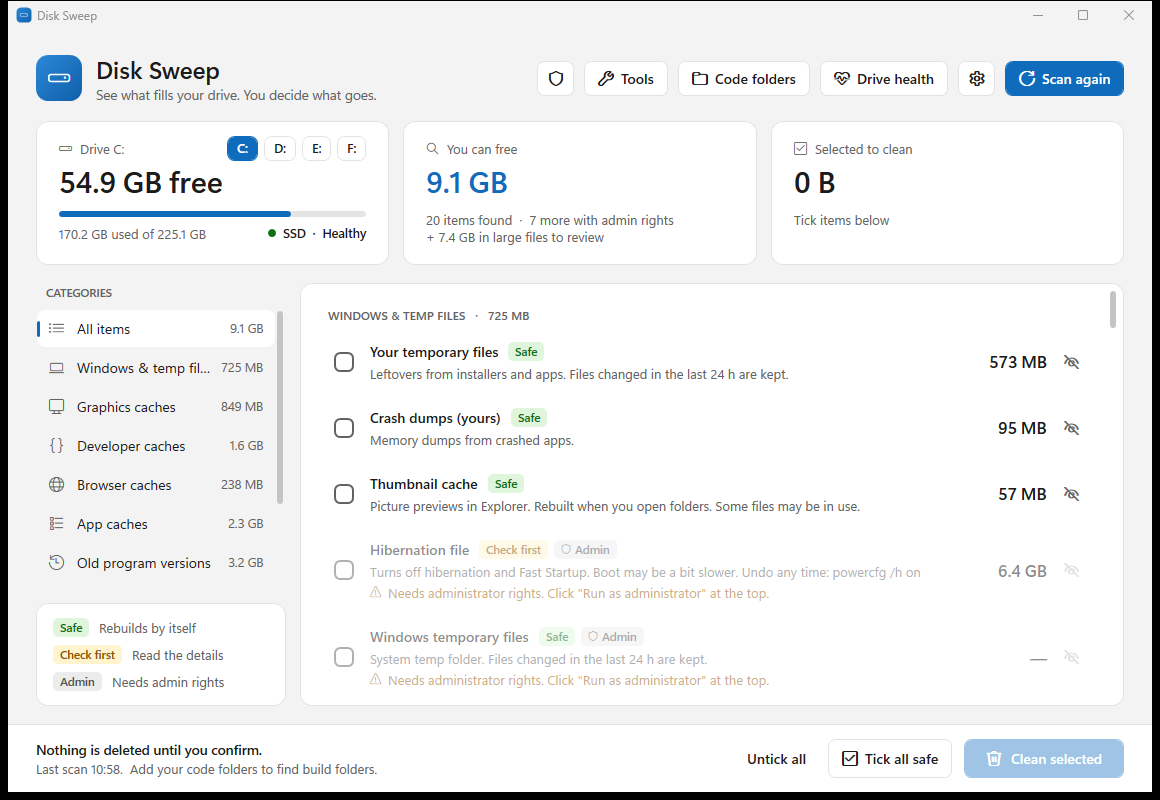 Disk Sweep
Disk Sweep
See what fills your drive. You decide what goes.
Tools
Code folders
Drive health
Scan again
Drive C:
C:
D:
E:
F:
54.9 GB free
170.2 GB used of 225.1 GB
SSD · Healthy
You can free
9.1 GB
20 items found · 7 more with admin rights
+ 7.4 GB in large files to review
Selected to clean
0 B
Tick items below
CATEGORIES
All items 9.1 GB
Windows & temp fil... 725 MB
Graphics caches 849 MB
Developer caches 1.6 GB
Browser caches 238 MB
App caches 2.3 GB
Old program versions 3.2 GB
Safe Rebuilds by itself
Check first Read the details
Admin Needs admin rights
WINDOWS & TEMP FILES · 725 MB
Your temporary files Safe
Leftovers from installers and apps. Files changed in the last 24 h are kept.
573 MB
Crash dumps (yours) Safe
Memory dumps from crashed apps.
95 MB
Thumbnail cache Safe
Picture previews in Explorer. Rebuilt when you open folders. Some files may be in use.
57 MB
Hibernation file Check first Admin
Turns off hibernation and Fast Startup. Boot may be a bit slower. Undo any time: powercfg /h on
6.4 GB
Needs administrator rights. Click "Run as administrator" at the top.
Windows temporary files Safe Admin
System temp folder. Files changed in the last 24 h are kept.
—
Needs administrator rights. Click "Run as administrator" at the top.
Nothing is deleted until you confirm.
Last scan 10:58. Add your code folders to find build folders.
Untick all
Tick all safe
Clean selected